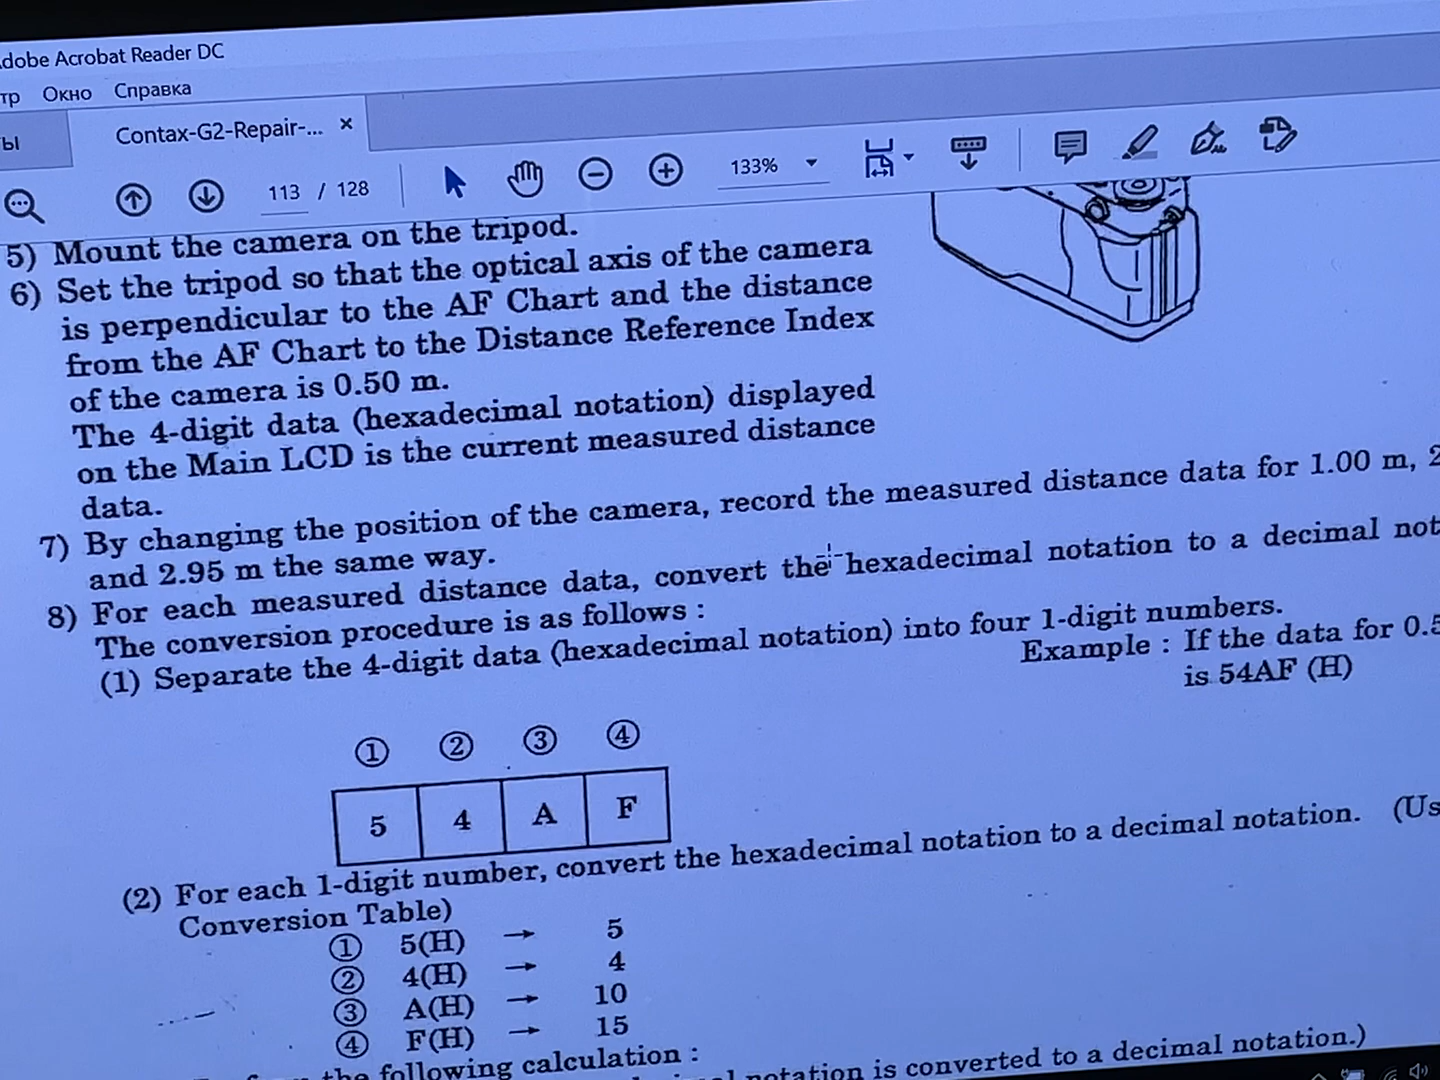 Adobe Acrobat Reader DC
Окно Справка
Contax-G2-Repair-... ×
113 / 128 133%
5) Mount the camera on the tripod.
6) Set the tripod so that the optical axis of the camera
is perpendicular to the AF Chart and the distance
from the AF Chart to the Distance Reference Index
of the camera is 0.50 m.
The 4-digit data (hexadecimal notation) displayed
on the Main LCD is the current measured distance
data.
7) By changing the position of the camera, record the measured distance data for 1.00 m, 2
and 2.95 m the same way.
8) For each measured distance data, convert the hexadecimal notation to a decimal not
The conversion procedure is as follows :
(1) Separate the 4-digit data (hexadecimal notation) into four 1-digit numbers.
Example : If the data for 0.5
is 54AF (H)
① ② ③ ④
5 4 A F
(2) For each 1-digit number, convert the hexadecimal notation to a decimal notation. (Us
Conversion Table)
① 5(H) → 5
② 4(H) → 4
③ A(H) → 10
④ F(H) → 15
the following calculation :
notation is converted to a decimal notation.)